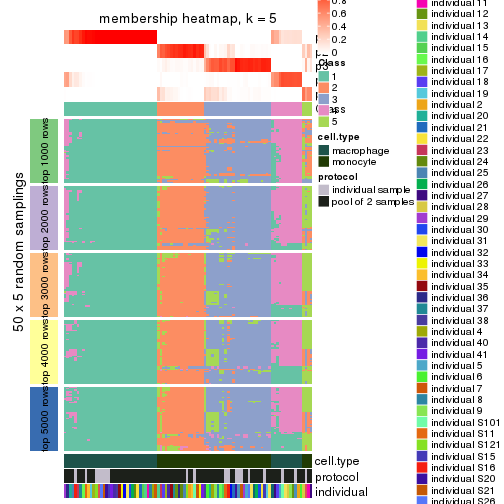 membership heatmap, k = 5
0.8
0.6
0.4
0.2
0
Class
1
2
3
5
cell.type
macrophage
monocyte
protocol
individual sample
pool of 2 samples
50 x 5 random samplings
top 1000 rows
top 2000 rows
top 3000 rows
top 4000 rows
top 5000 rows
cell.type
protocol
individual
individual 11
individual 12
individual 13
individual 14
individual 15
individual 16
individual 17
individual 18
individual 19
individual 2
individual 20
individual 21
individual 22
individual 23
individual 24
individual 25
individual 26
individual 27
individual 28
individual 29
individual 30
individual 31
individual 32
individual 33
individual 34
individual 35
individual 36
individual 37
individual 38
individual 4
individual 40
individual 41
individual 5
individual 6
individual 7
individual 8
individual 9
individual S101
individual S11
individual S121
individual S15
individual S16
individual S20
individual S22
individual S26